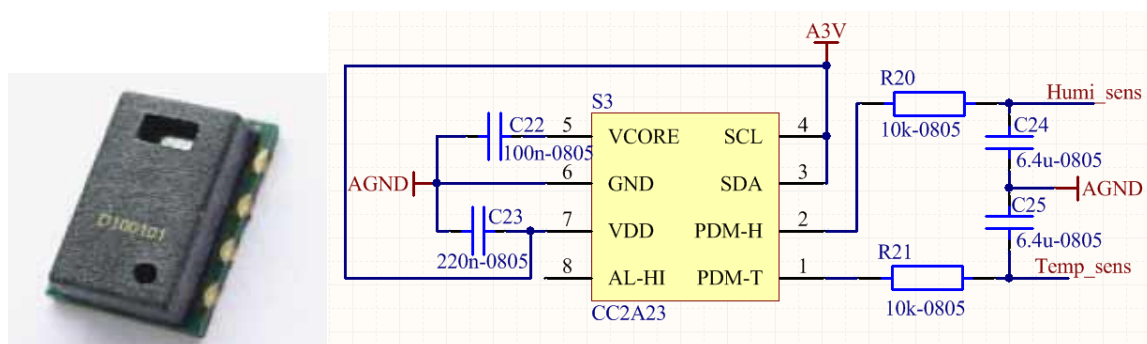 D100101
A3V
S3
R20
Humi_sens
C22
5
VCORE
SCL
4
10k-0805
C24
100n-0805
6.4u-0805
AGND
6
GND
SDA
3
AGND
C23
7
VDD
PDM-H
2
C25
220n-0805
R21
6.4u-0805
8
AL-HI
PDM-T
1
Temp_sens
CC2A23
10k-0805